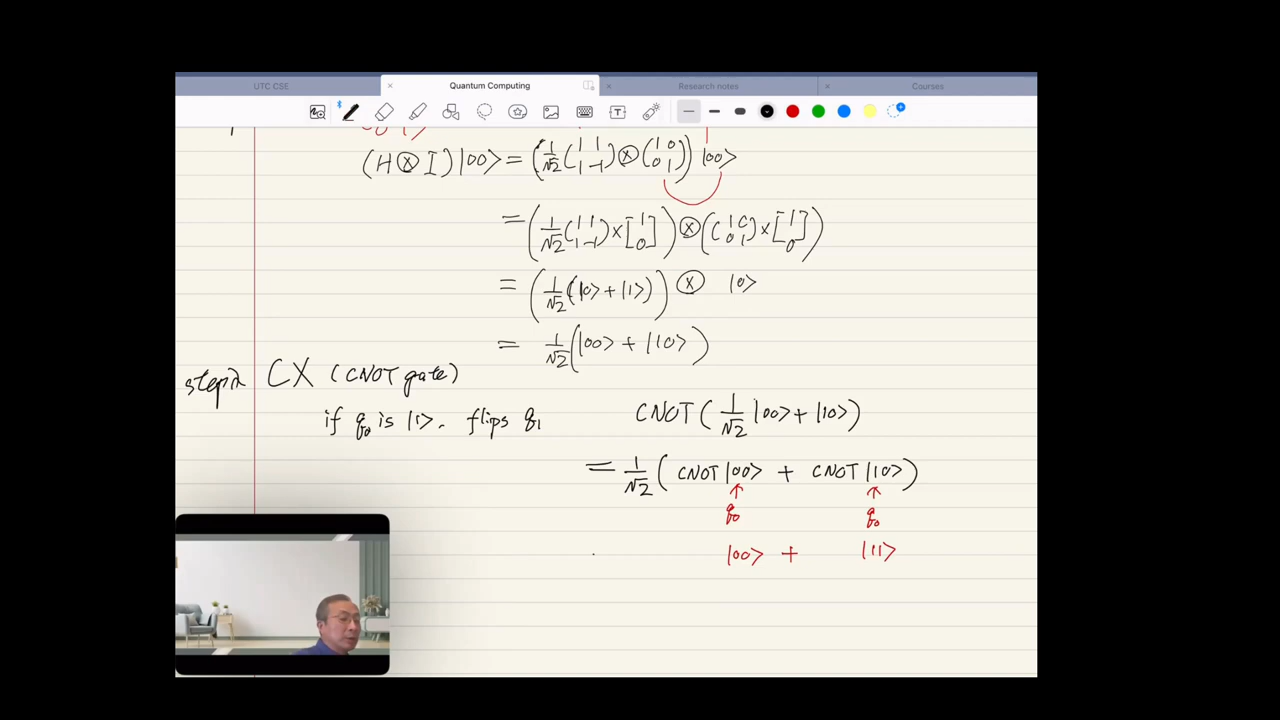 UTC CSE
Quantum Computing
Research notes
Courses
(H⊗I)|00> = (1/√2 (1 1 1 -1) ⊗ (1 0 0 1)) |00>
= (1/√2 (1 1 1 -1) × [1 0]) ⊗ ((1 0 0 1) × [1 0])
= (1/√2 (|0> + |1>)) ⊗ |0>
= 1/√2 (|00> + |10>)
step2 CX (CNOT gate)
if q0 is |1>. flips q1
CNOT ( 1/√2 |00> + |10>)
= 1/√2 ( CNOT |00> + CNOT |10>)
↑ ↑
q0 q0
|00> + |11>